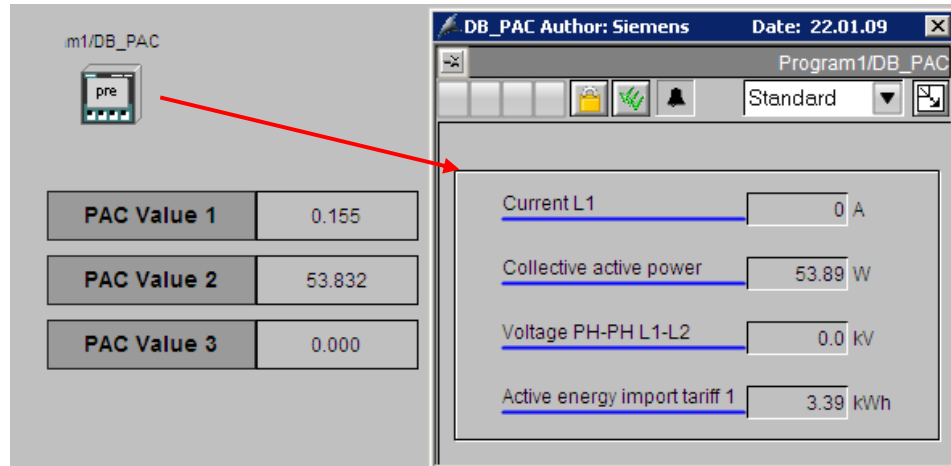 m1/DB_PAC
pre
PAC Value 1 0.155
PAC Value 2 53.832
PAC Value 3 0.000
DB_PAC Author: Siemens Date: 22.01.09
Program1/DB_PAC
Standard
Current L1 0 A
Collective active power 53.89 W
Voltage PH-PH L1-L2 0.0 kV
Active energy import tariff 1 3.39 kWh